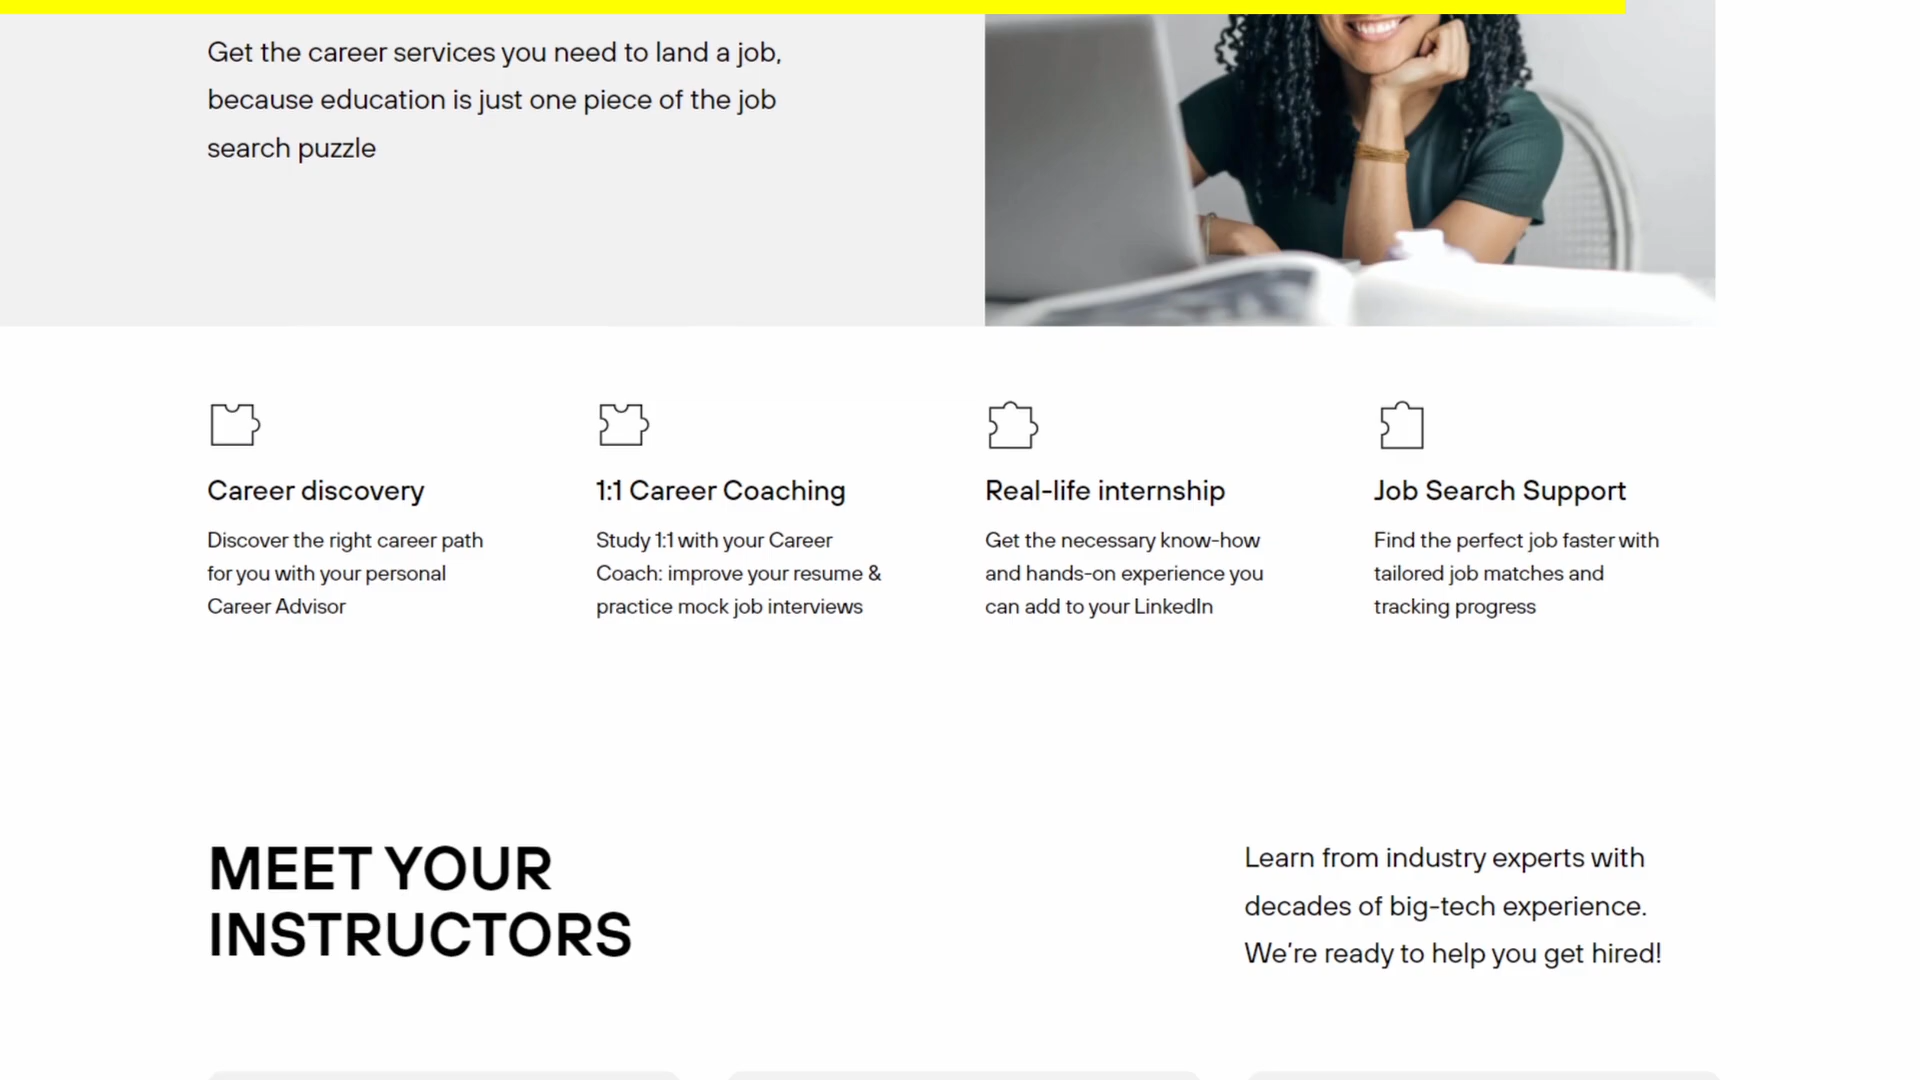 Get the career services you need to land a job,
because education is just one piece of the job
search puzzle
Career discovery
Discover the right career path
for you with your personal
Career Advisor
1:1 Career Coaching
Study 1:1 with your Career
Coach: improve your resume &
practice mock job interviews
Real-life internship
Get the necessary know-how
and hands-on experience you
can add to your LinkedIn
Job Search Support
Find the perfect job faster with
tailored job matches and
tracking progress
MEET YOUR
INSTRUCTORS
Learn from industry experts with
decades of big-tech experience.
We’re ready to help you get hired!